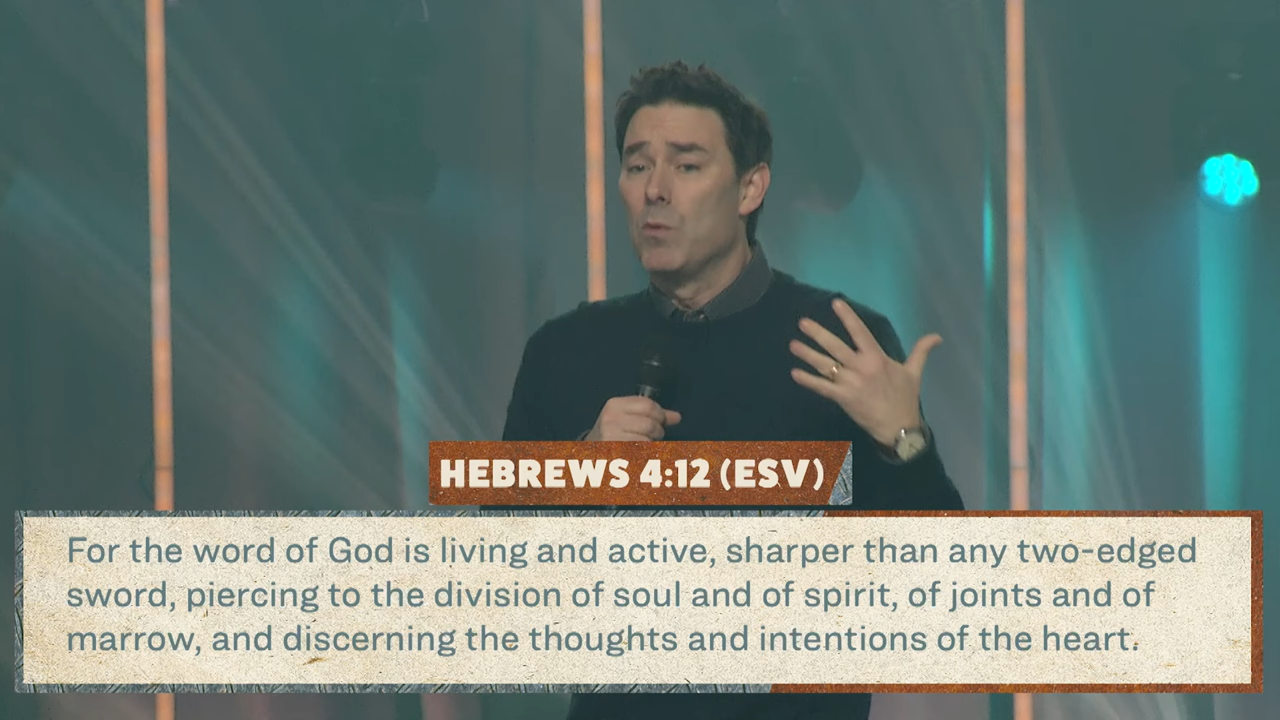 HEBREWS 4:12 (ESV)
For the word of God is living and active, sharper than any two-edged
sword, piercing to the division of soul and of spirit, of joints and of
marrow, and discerning the thoughts and intentions of the heart.